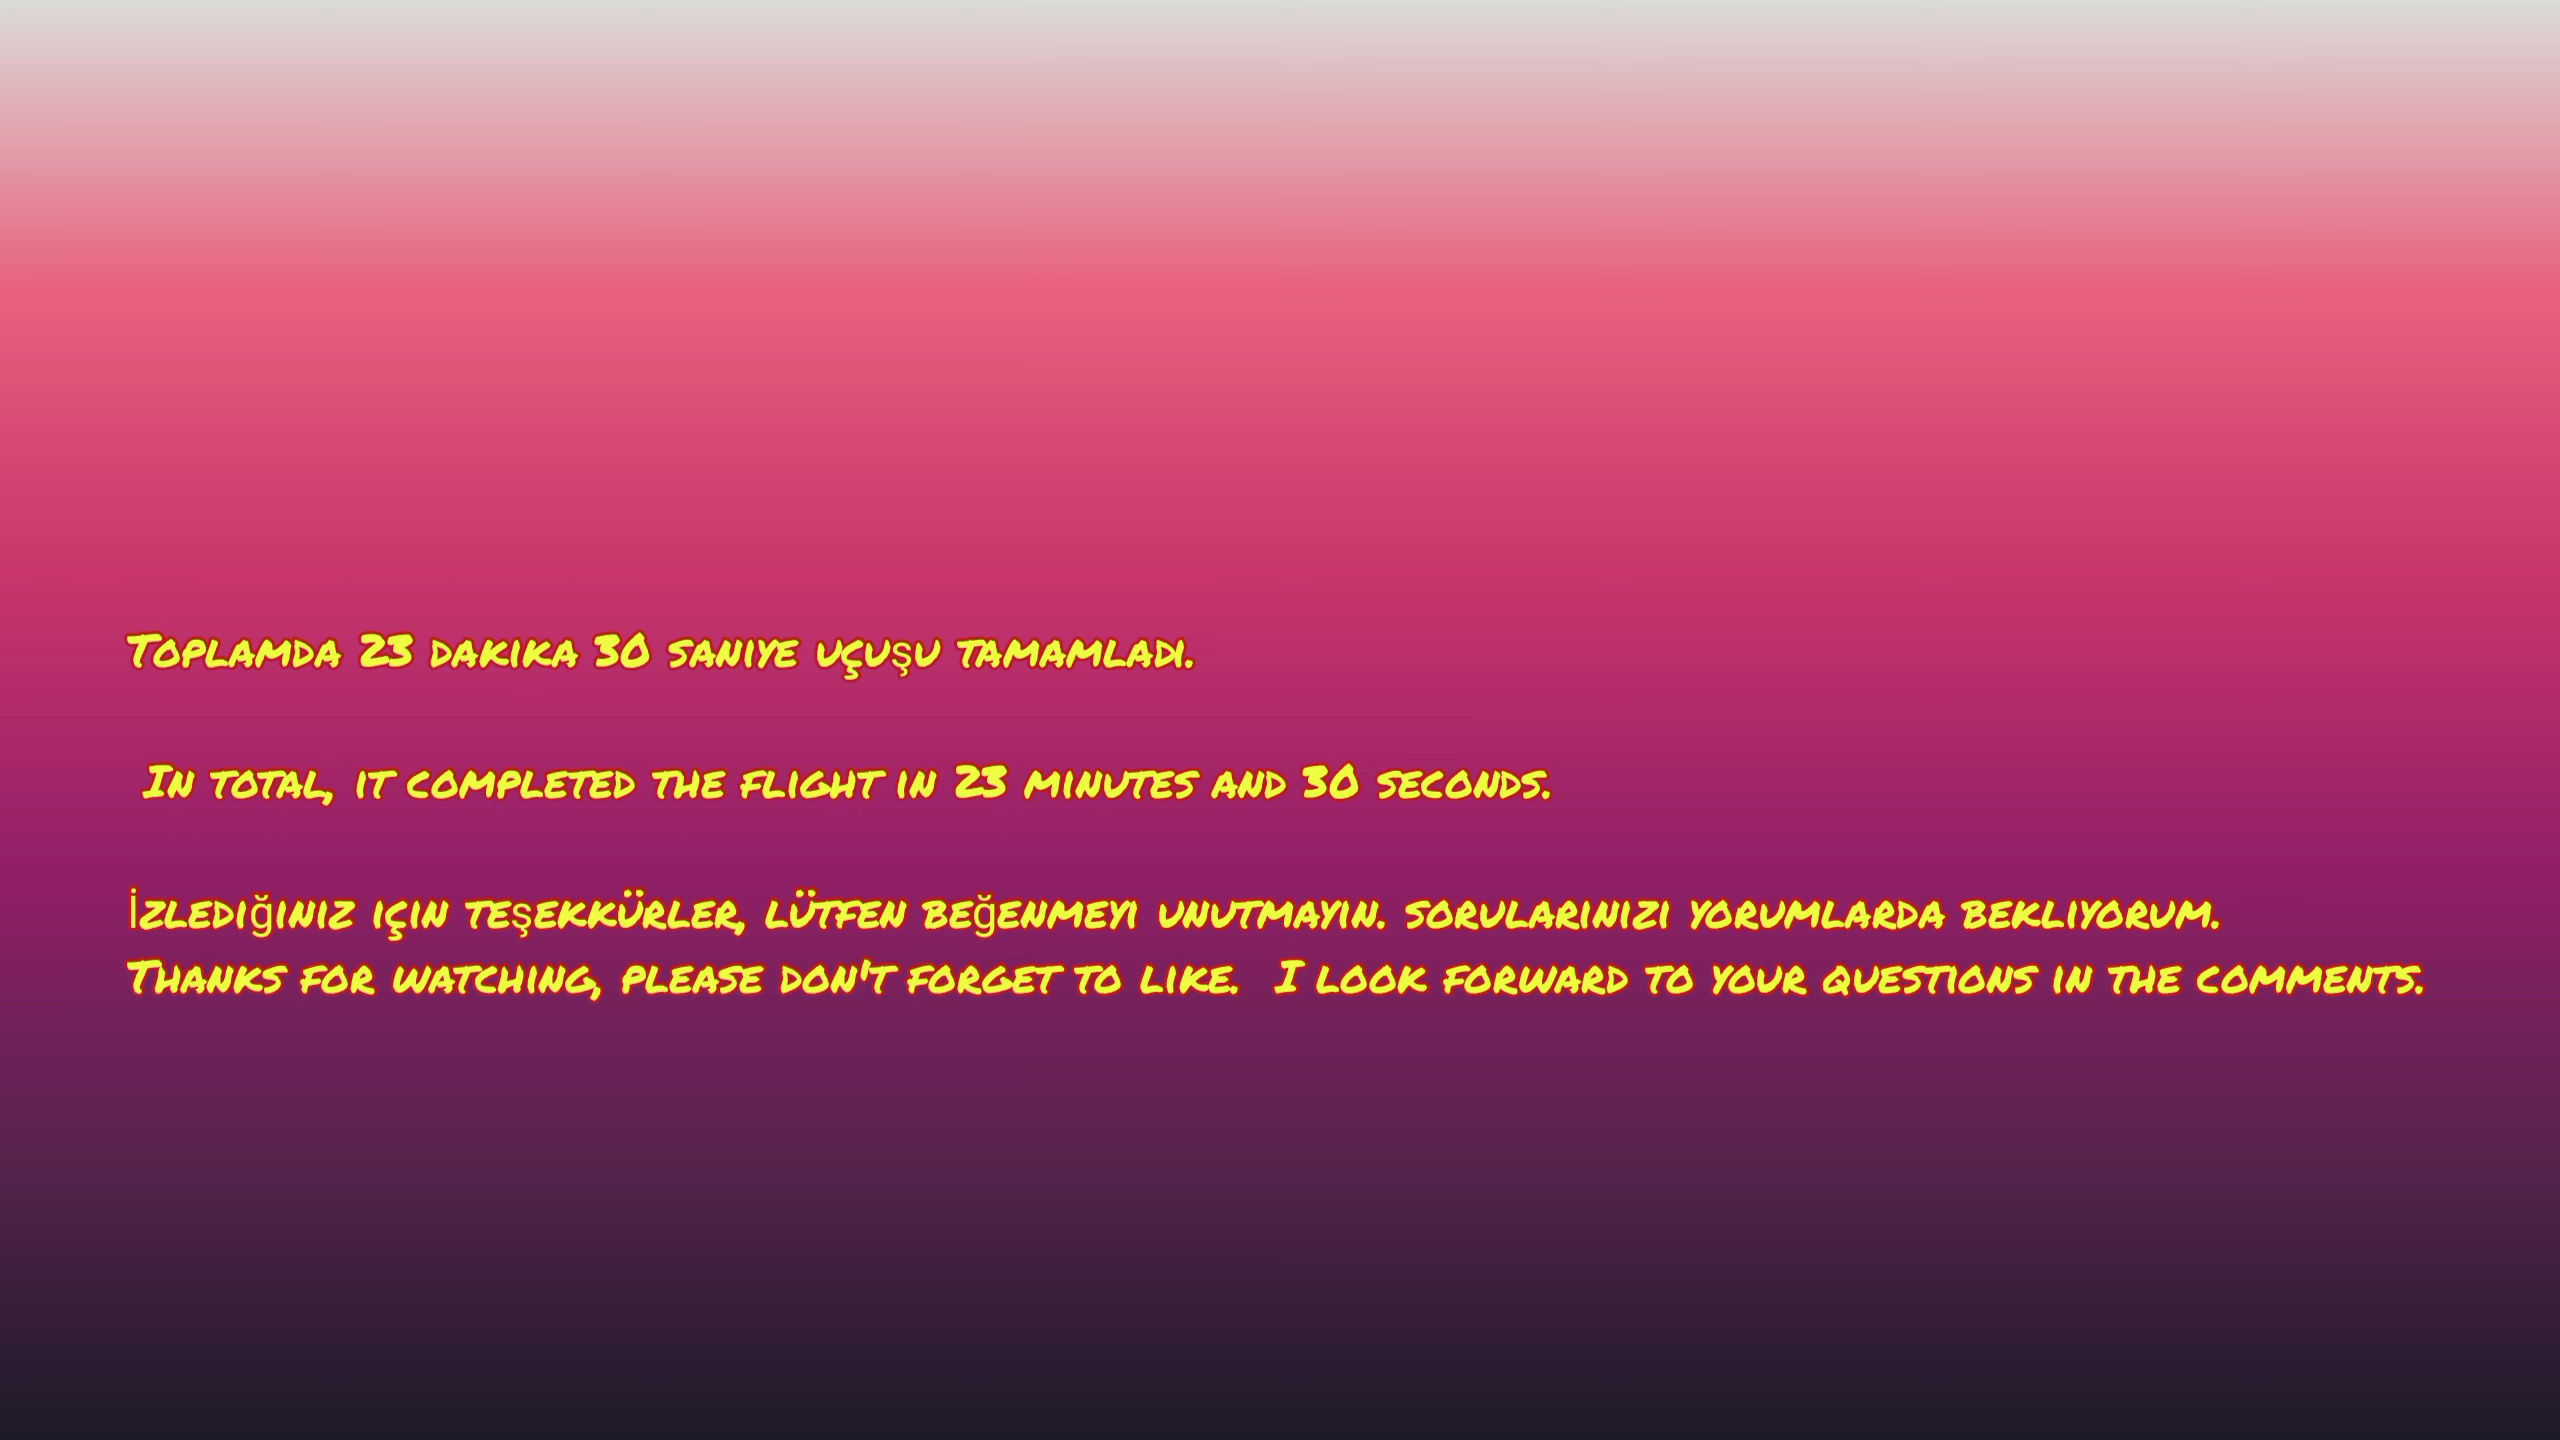 Toplamda 23 dakika 30 saniye uçuşu tamamladı.
In total, it completed the flight in 23 minutes and 30 seconds.
İzlediğiniz için teşekkürler, lütfen beğenmeyi unutmayın. sorularınızı yorumlarda bekliyorum.
Thanks for watching, please don't forget to like. I look forward to your questions in the comments.